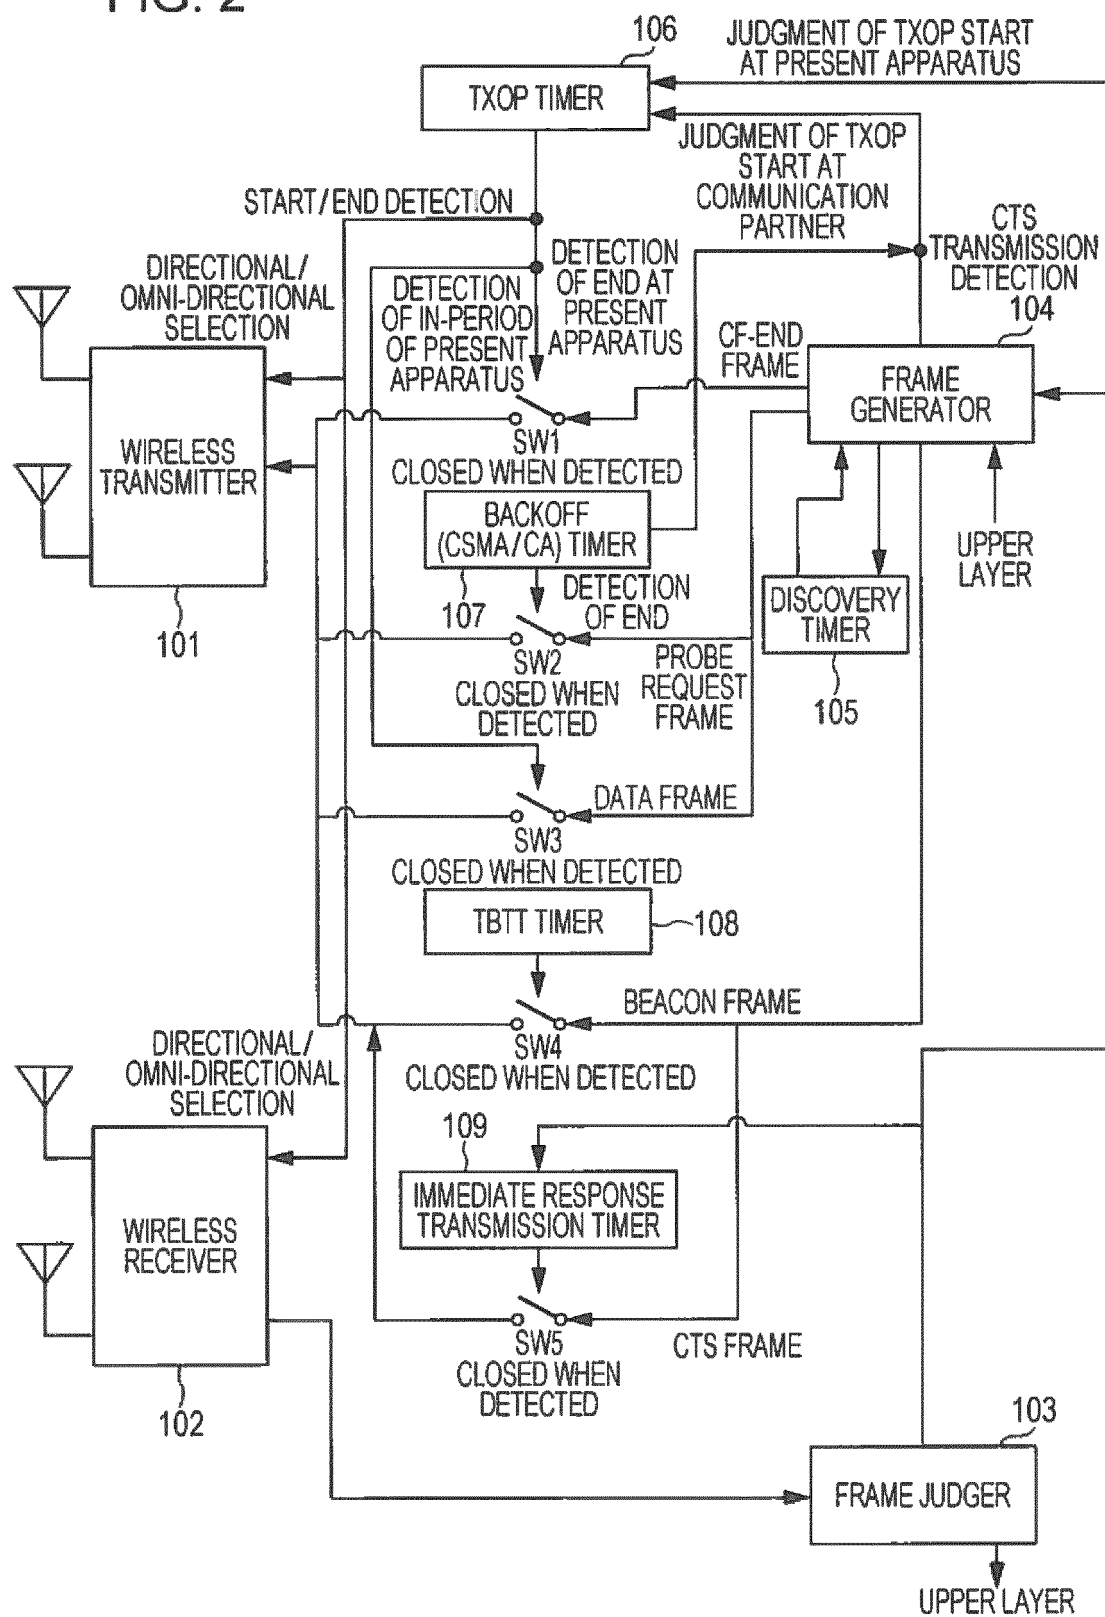 FIG. 2
106
JUDGMENT OF TXOP START
AT PRESENT APPARATUS
TXOP TIMER
JUDGMENT OF TXOP
START AT
COMMUNICATION
PARTNER
START/END DETECTION
CTS
TRANSMISSION
DETECTION
104
DIRECTIONAL/
OMNI-DIRECTIONAL
SELECTION
DETECTION
OF IN-PERIOD
OF PRESENT
APPARATUS
DETECTION
OF END AT
PRESENT
APPARATUS
CF-END
FRAME
FRAME
GENERATOR
WIRELESS
TRANSMITTER
101
SW1
CLOSED WHEN DETECTED
BACKOFF
(CSMA/CA) TIMER
107
DETECTION
OF END
UPPER
LAYER
DISCOVERY
TIMER
105
SW2
CLOSED WHEN
DETECTED
PROBE
REQUEST
FRAME
DATA FRAME
SW3
CLOSED WHEN DETECTED
TBTT TIMER
108
BEACON FRAME
SW4
CLOSED WHEN DETECTED
DIRECTIONAL/
OMNI-DIRECTIONAL
SELECTION
109
IMMEDIATE RESPONSE
TRANSMISSION TIMER
WIRELESS
RECEIVER
102
SW5
CLOSED WHEN
DETECTED
CTS FRAME
103
FRAME JUDGER
UPPER LAYER